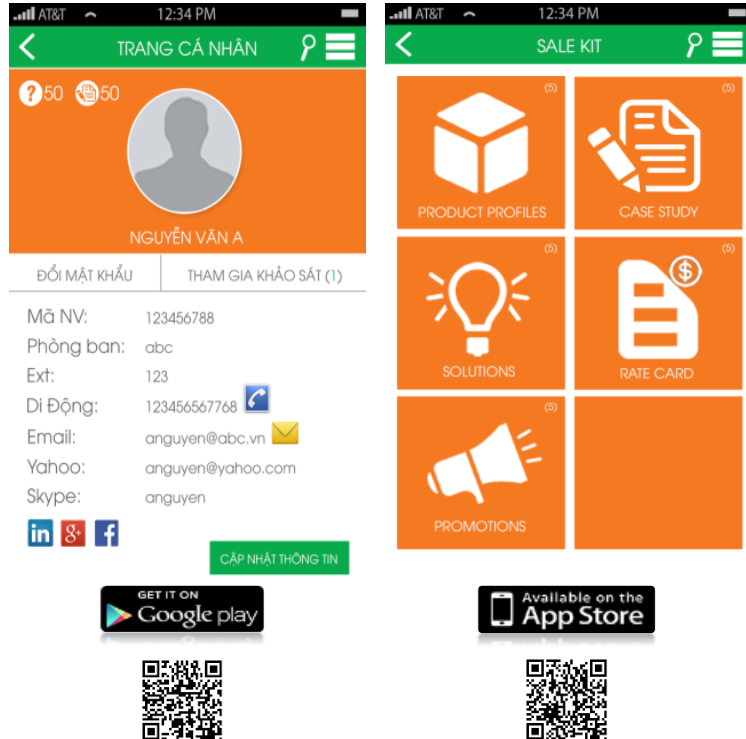 AT&T 12:34 PM
TRANG CÁ NHÂN
?50 50
NGUYỄN VĂN A
ĐỔI MẬT KHẨU THAM GIA KHẢO SÁT (1)
Mã NV: 123456788
Phòng ban: abc
Ext: 123
Di Động: 123456567768
Email: anguyen@abc.vn
Yahoo: anguyen@yahoo.com
Skype: anguyen
in 8+ f
CẬP NHẬT THÔNG TIN
GET IT ON
Google play
AT&T 12:34 PM
SALE KIT
(5)
PRODUCT PROFILES
(5)
CASE STUDY
(5)
SOLUTIONS
(5)
$
RATE CARD
(5)
PROMOTIONS
Available on the
App Store